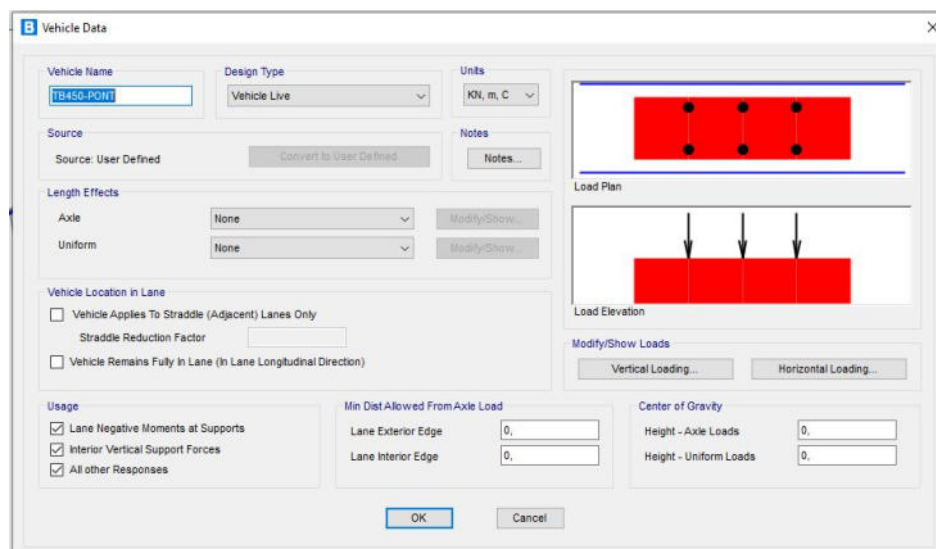 B Vehicle Data
Vehicle Name
TB450-PONT
Design Type
Vehicle Live
Units
KN, m, C
Source
Source: User Defined
Convert to User Defined
Notes
Notes...
Load Plan
Length Effects
Axle
None
Modify/Show...
Uniform
None
Modify/Show...
Load Elevation
Vehicle Location in Lane
Vehicle Applies To Straddle (Adjacent) Lanes Only
Straddle Reduction Factor
Vehicle Remains Fully In Lane (In Lane Longitudinal Direction)
Modify/Show Loads
Vertical Loading...
Horizontal Loading...
Usage
Lane Negative Moments at Supports
Interior Vertical Support Forces
All other Responses
Min Dist Allowed From Axle Load
Lane Exterior Edge
0,
Lane Interior Edge
0,
Center of Gravity
Height - Axle Loads
0,
Height - Uniform Loads
0,
OK
Cancel